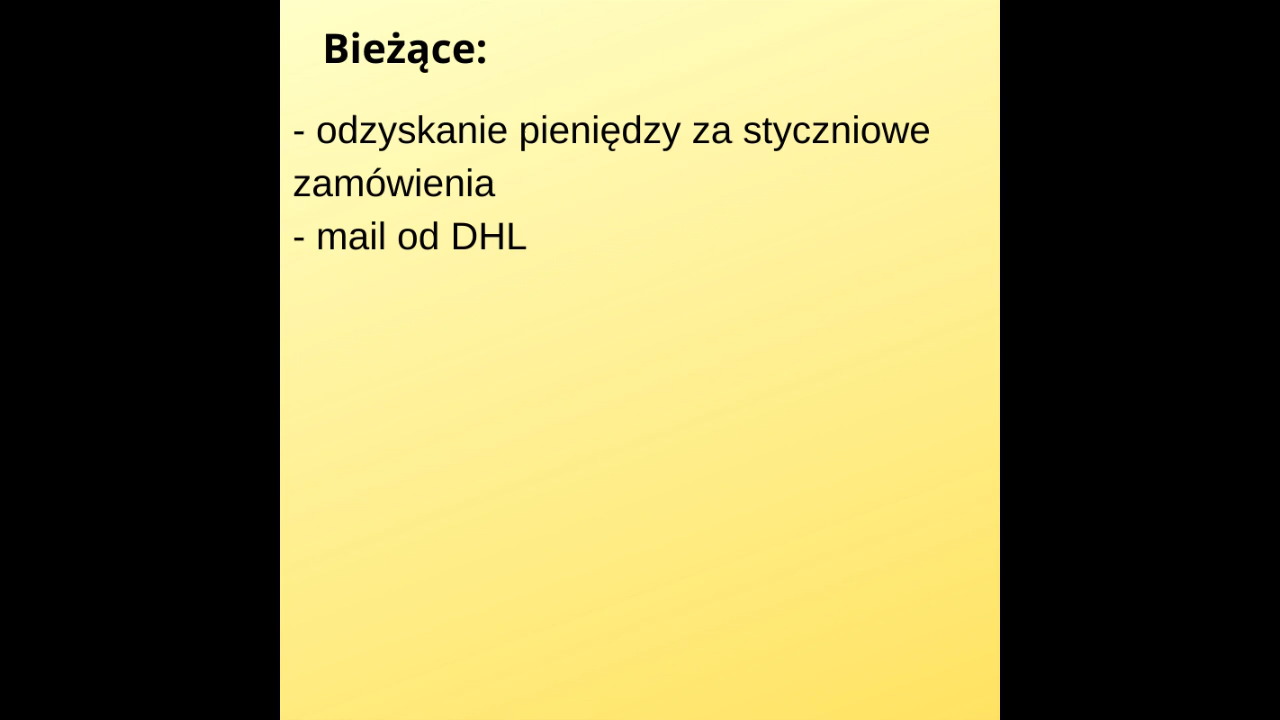 Bieżące:
- odzyskanie pieniędzy za styczniowe
zamówienia
- mail od DHL